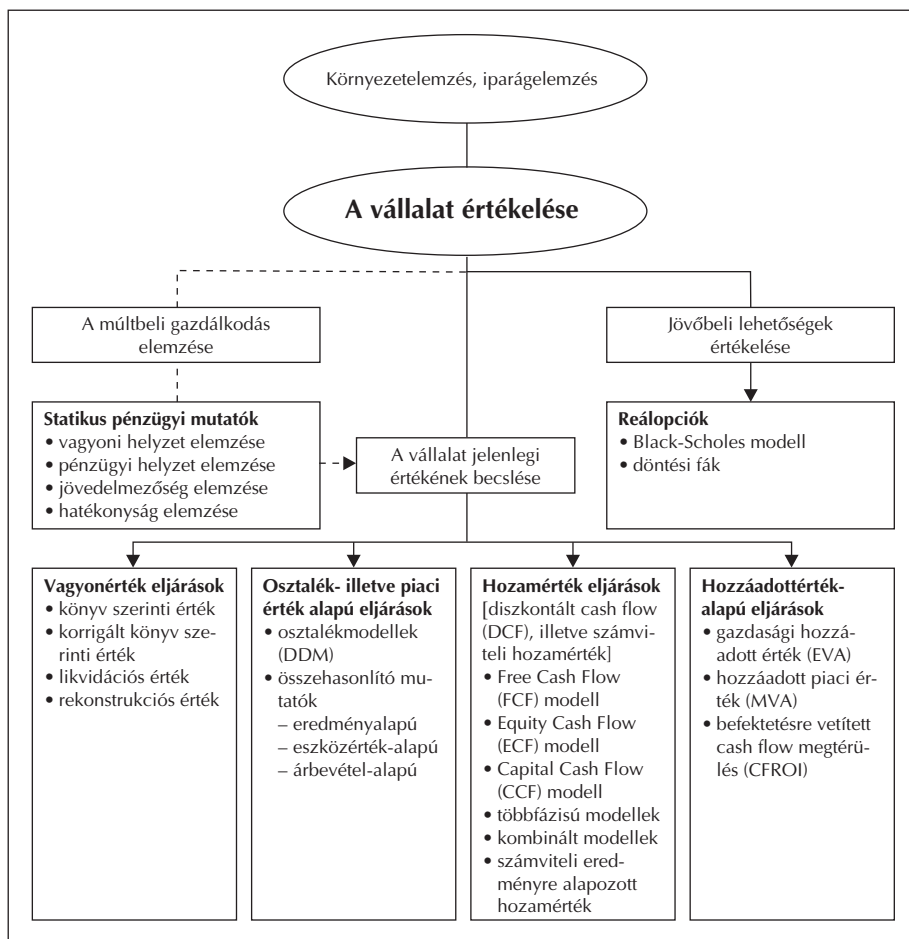 Környezetelemzés, iparágelemzés
A vállalat értékelése
A múltbeli gazdálkodás
elemzése
Jövőbeli lehetőségek
értékelése
Statikus pénzügyi mutatók
• vagyoni helyzet elemzése
• pénzügyi helyzet elemzése
• jövedelmezőség elemzése
• hatékonyság elemzése
A vállalat jelenlegi
értékének becslése
Reálopciók
• Black-Scholes modell
• döntési fák
Vagyonérték eljárások
• könyv szerinti érték
• korrigált könyv sze-
rinti érték
• likvidációs érték
• rekonstrukciós érték
Osztalék- illetve piaci
érték alapú eljárások
• osztalékmodellek
(DDM)
• összehasonlító mu-
tatók
– eredményalapú
– eszközérték-alapú
– árbevétel-alapú
Hozamérték eljárások
[diszkontált cash flow
(DCF), illetve számvi-
teli hozamérték]
• Free Cash Flow
(FCF) modell
• Equity Cash Flow
(ECF) modell
• Capital Cash Flow
(CCF) modell
• többfázisú modellek
• kombinált modellek
• számviteli ered-
ményre alapozott
hozamérték
Hozzáadottérték-
alapú eljárások
• gazdasági hozzá-
adott érték (EVA)
• hozzáadott piaci ér-
ték (MVA)
• befektetésre vetített
cash flow megtérü-
lés (CFROI)